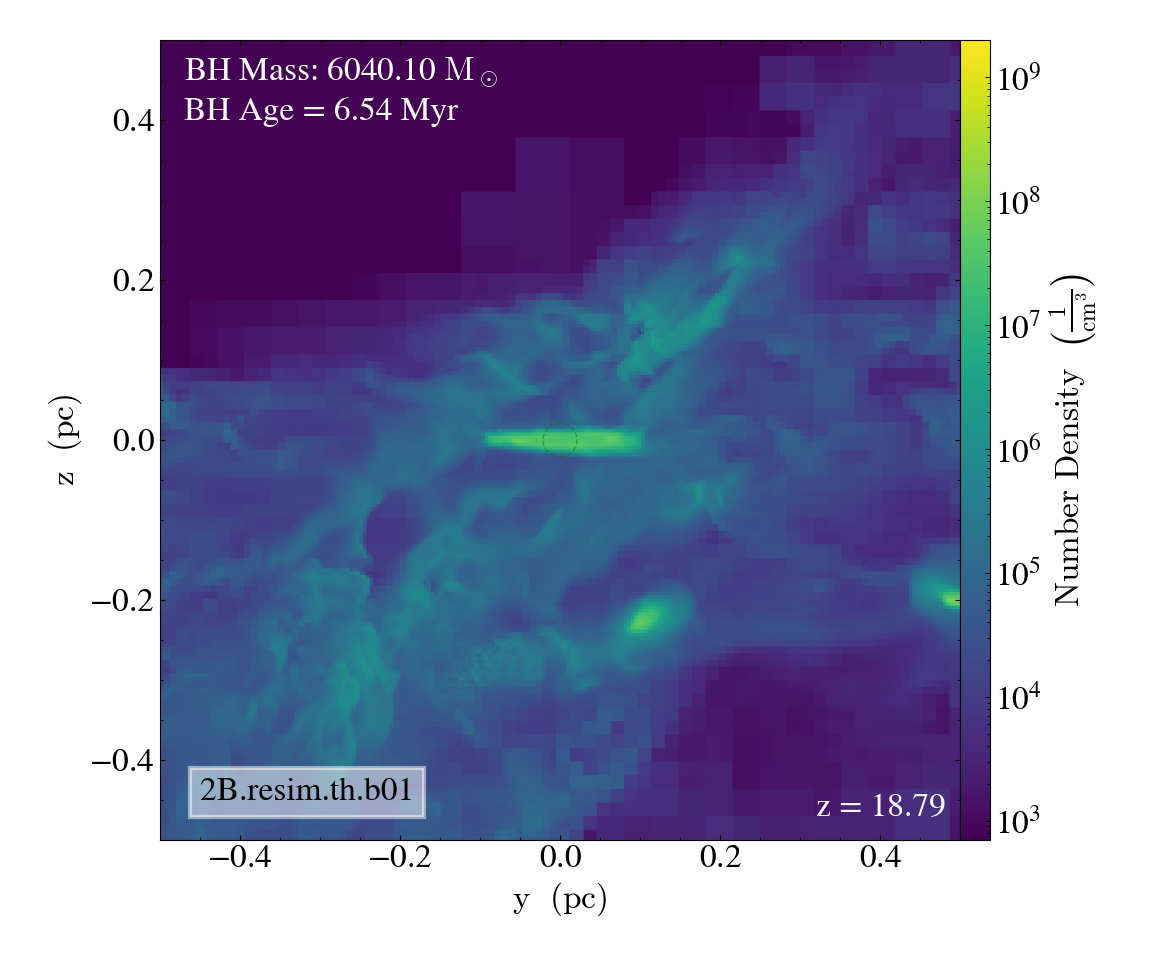 BH Mass: 6040.10 M⊙
BH Age = 6.54 Myr
0.4
0.2
0.0
−0.2
−0.4
z (pc)
2B.resim.th.b01
z = 18.79
−0.4 −0.2 0.0 0.2 0.4
y (pc)
10⁹
10⁸
10⁷
10⁶
10⁵
10⁴
10³
Number Density (1/cm³)